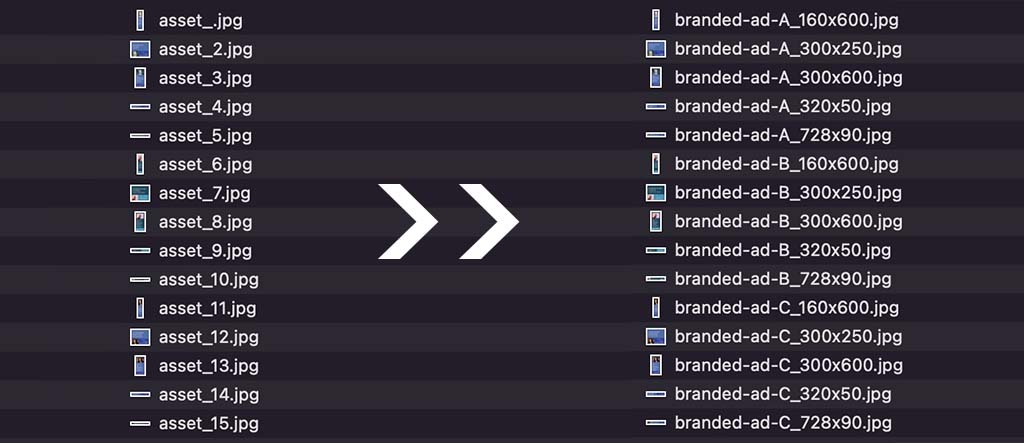 asset_.jpg
asset_2.jpg
asset_3.jpg
asset_4.jpg
asset_5.jpg
asset_6.jpg
asset_7.jpg
asset_8.jpg
asset_9.jpg
asset_10.jpg
asset_11.jpg
asset_12.jpg
asset_13.jpg
asset_14.jpg
asset_15.jpg
branded-ad-A_160x600.jpg
branded-ad-A_300x250.jpg
branded-ad-A_300x600.jpg
branded-ad-A_320x50.jpg
branded-ad-A_728x90.jpg
branded-ad-B_160x600.jpg
branded-ad-B_300x250.jpg
branded-ad-B_300x600.jpg
branded-ad-B_320x50.jpg
branded-ad-B_728x90.jpg
branded-ad-C_160x600.jpg
branded-ad-C_300x250.jpg
branded-ad-C_300x600.jpg
branded-ad-C_320x50.jpg
branded-ad-C_728x90.jpg